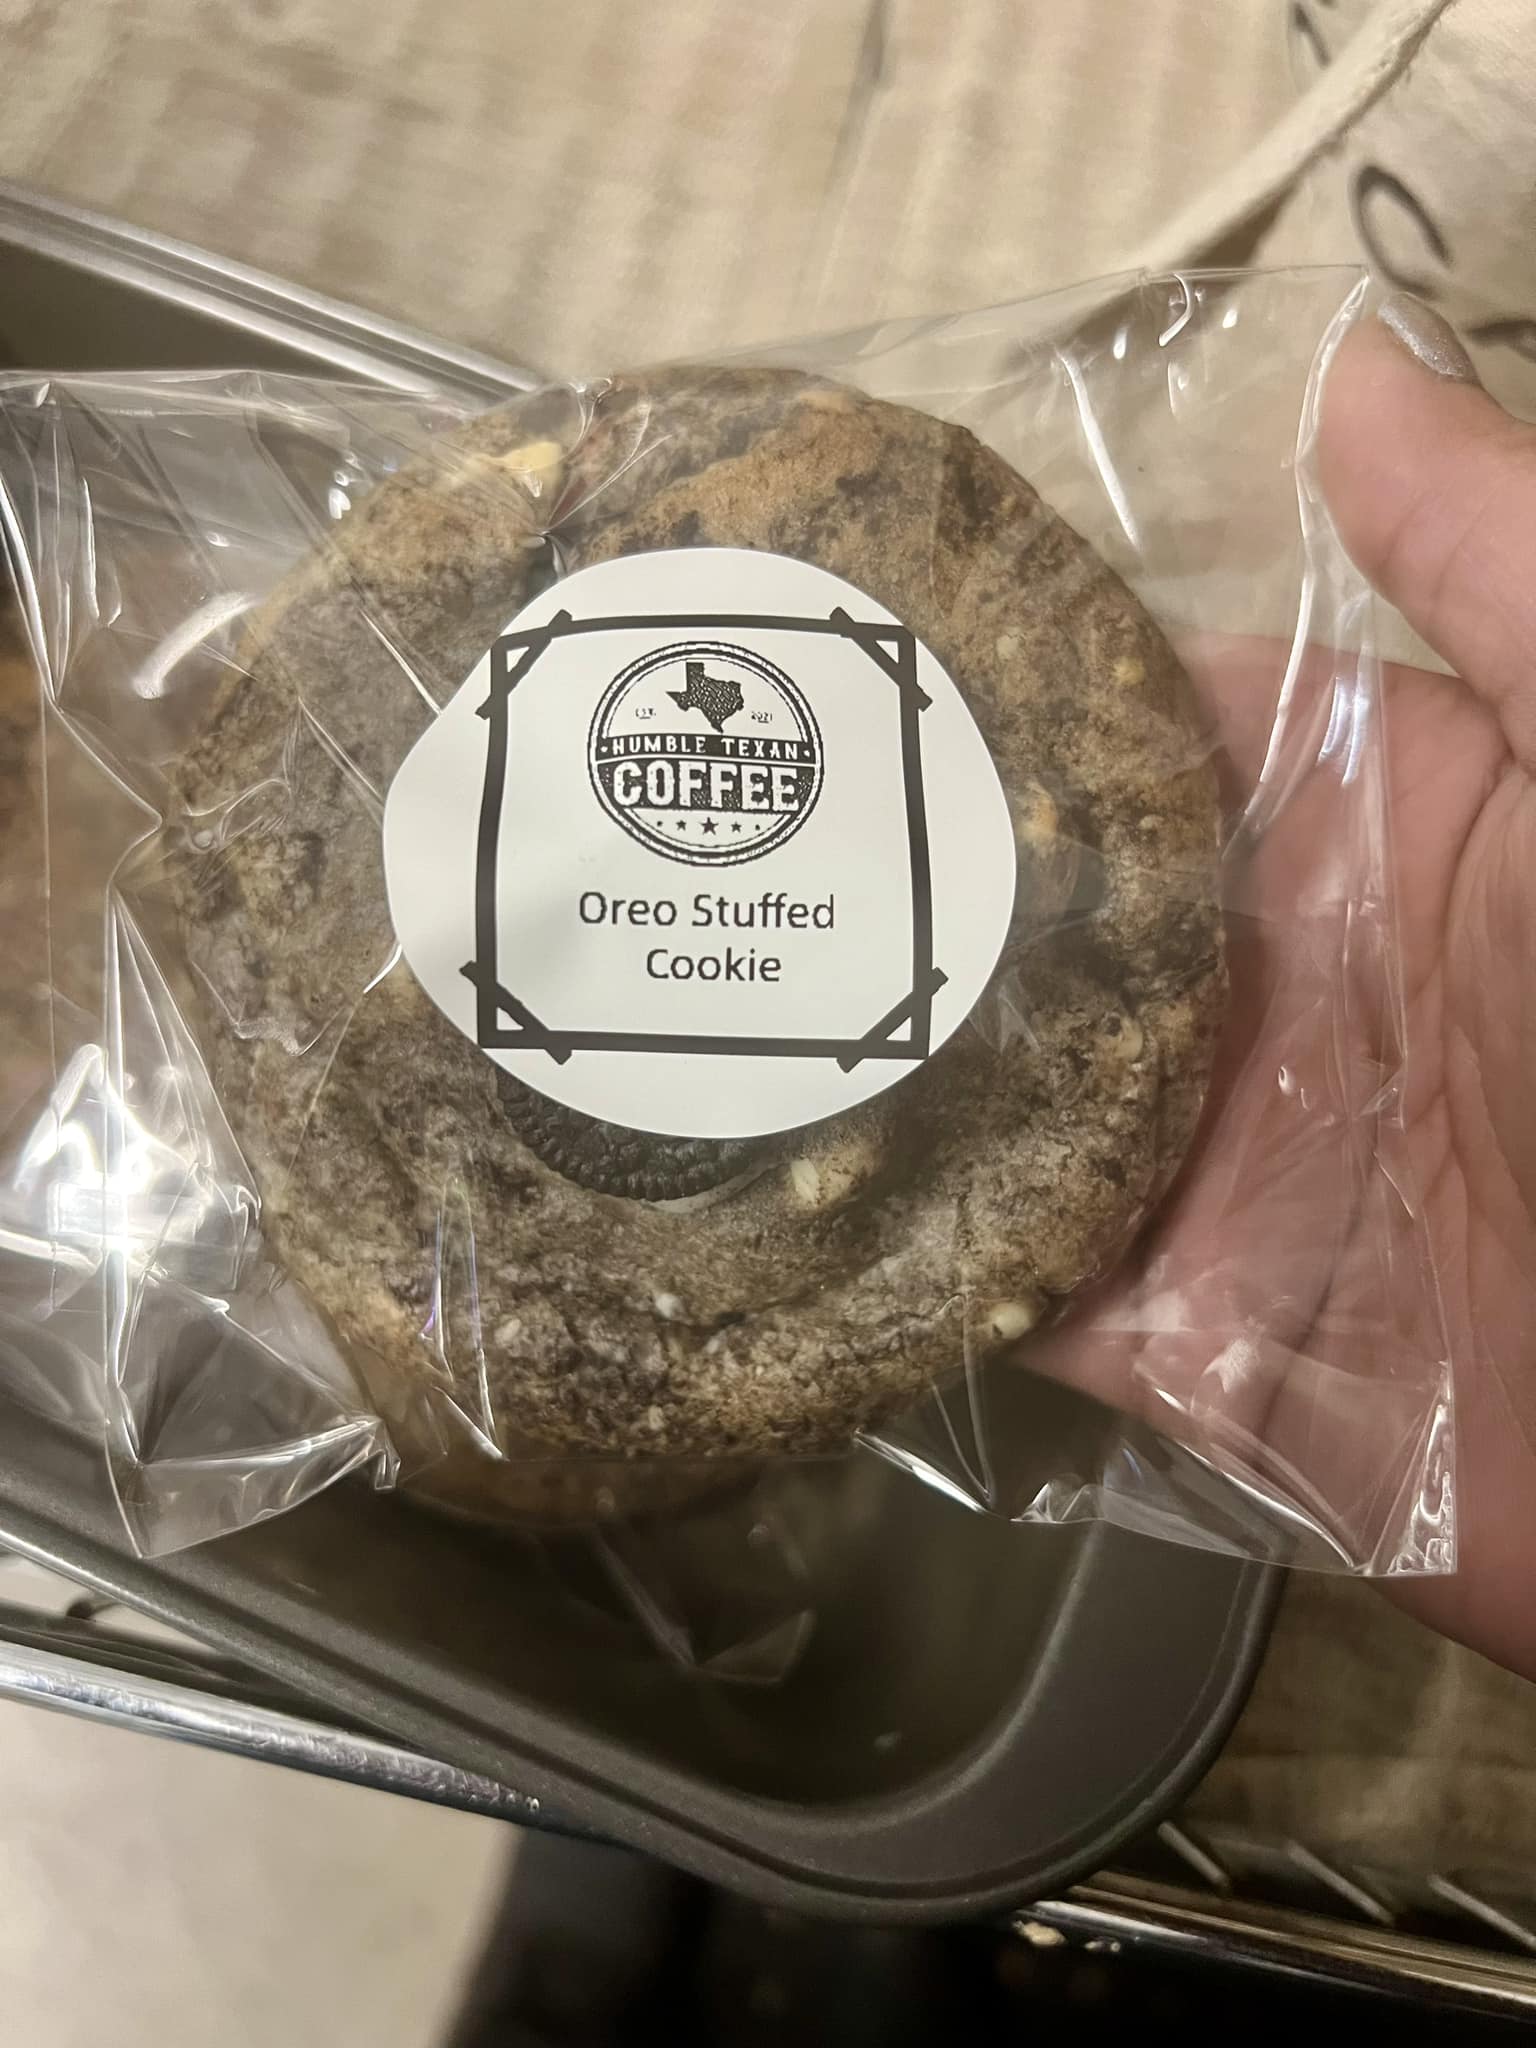 EST. 2021
HUMBLE TEXAN
COFFEE
Oreo Stuffed
Cookie